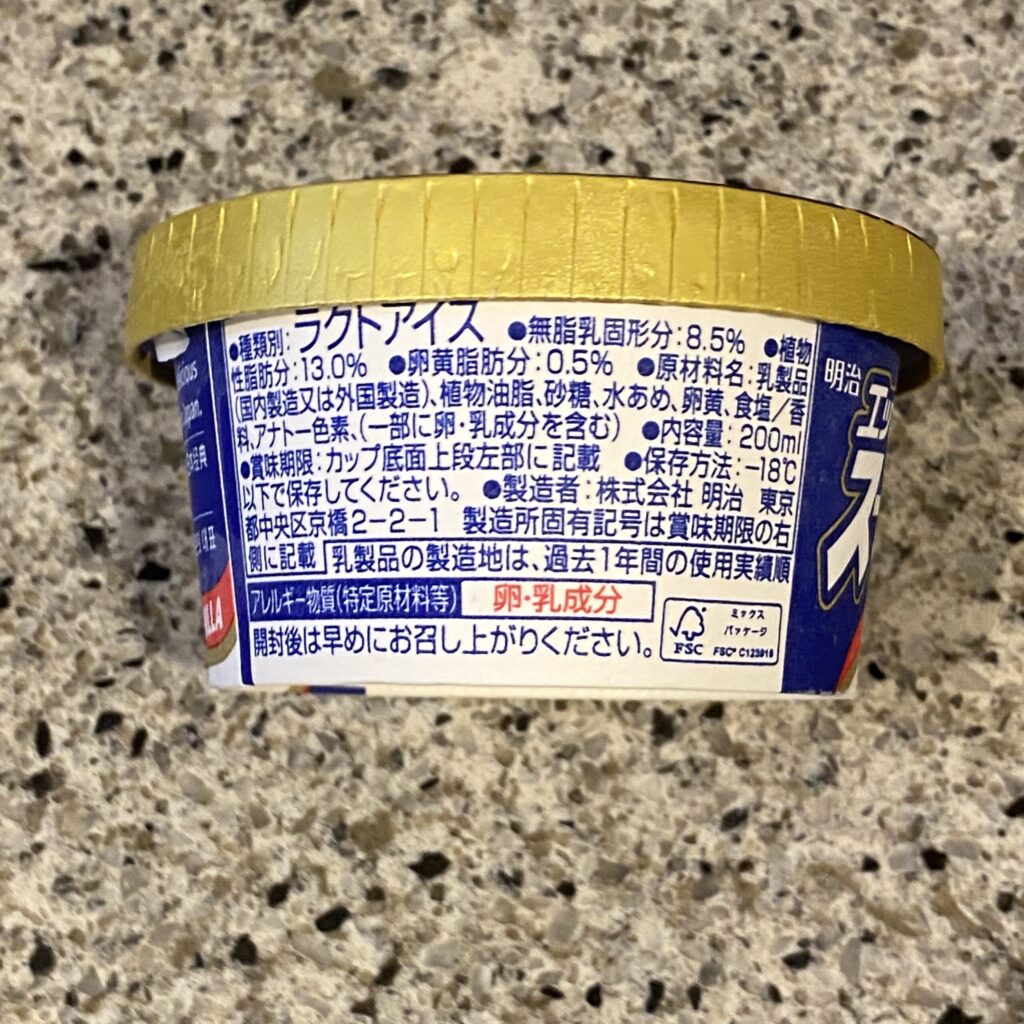 ●種類別:ラクトアイス ●無脂乳固形分:8.5% ●植物
性脂肪分:13.0% ●卵黄脂肪分:0.5% ●原材料名:乳製品
(国内製造又は外国製造)、植物油脂、砂糖、水あめ、卵黄、食塩/香
料、アナトー色素、(一部に卵・乳成分を含む) ●内容量:200ml
●賞味期限:カップ底面上段左部に記載 ●保存方法:−18℃
以下で保存してください。 ●製造者:株式会社 明治 東京
都中央区京橋2−2−1 製造所固有記号は賞味期限の右
側に記載 乳製品の製造地は、過去1年間の使用実績順
アレルギー物質(特定原材料等) 卵・乳成分
開封後は早めにお召し上がりください。
FSC
ミックス
パッケージ
FSC® C123916
明治
エッ
ス